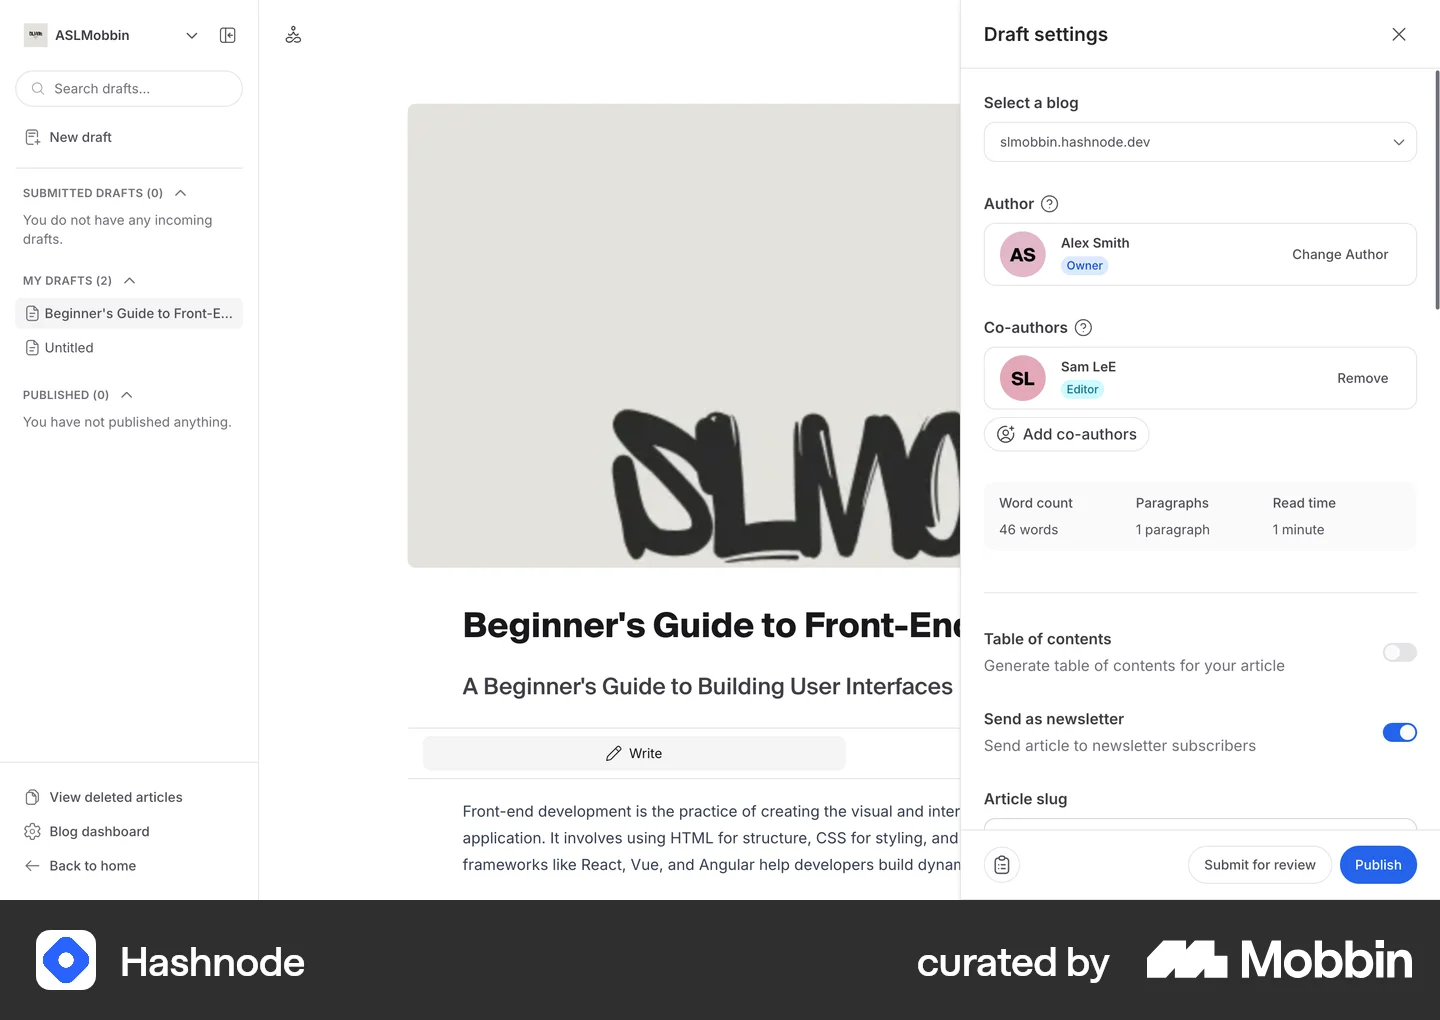 ASLMobbin
Search drafts...
New draft
SUBMITTED DRAFTS (0)
You do not have any incoming
drafts.
MY DRAFTS (2)
Beginner's Guide to Front-E...
Untitled
PUBLISHED (0)
You have not published anything.
View deleted articles
Blog dashboard
Back to home
SLMO
Beginner's Guide to Front-End
A Beginner's Guide to Building User Interfaces
Write
Front-end development is the practice of creating the visual and inter
application. It involves using HTML for structure, CSS for styling, and
frameworks like React, Vue, and Angular help developers build dynam
Draft settings
Select a blog
slmobbin.hashnode.dev
Author
AS
Alex Smith
Owner
Change Author
Co-authors
SL
Sam LeE
Editor
Remove
Add co-authors
Word count
46 words
Paragraphs
1 paragraph
Read time
1 minute
Table of contents
Generate table of contents for your article
Send as newsletter
Send article to newsletter subscribers
Article slug
Submit for review
Publish
Hashnode
curated by
Mobbin